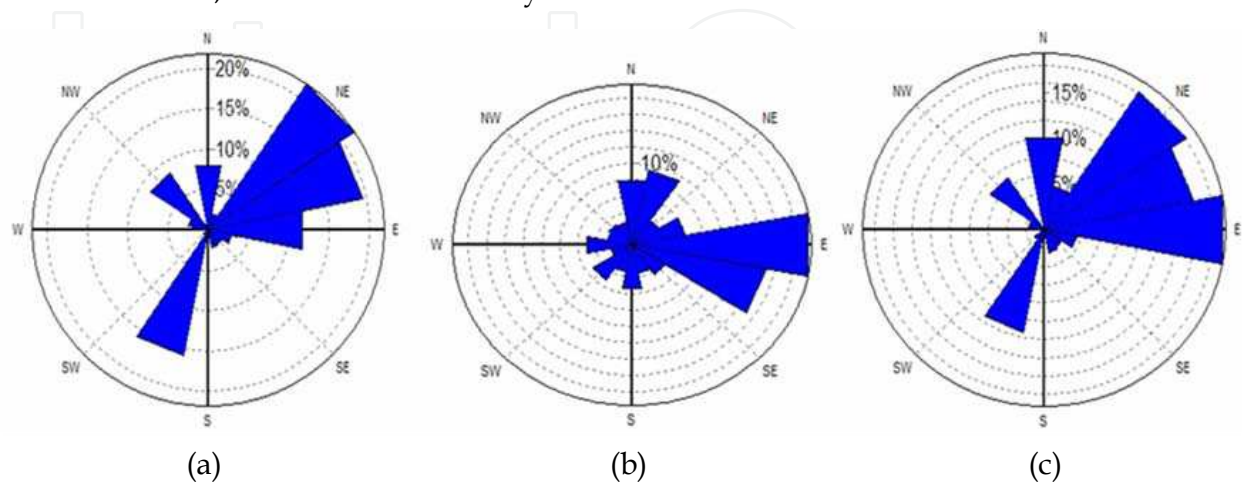 N N N
20% NW NE NW NE NW NE
15% 10% 15%
10% 10%
5% 5%
W E W E W E
SW SE SW SE SW SE
S S S
(a) (b) (c)